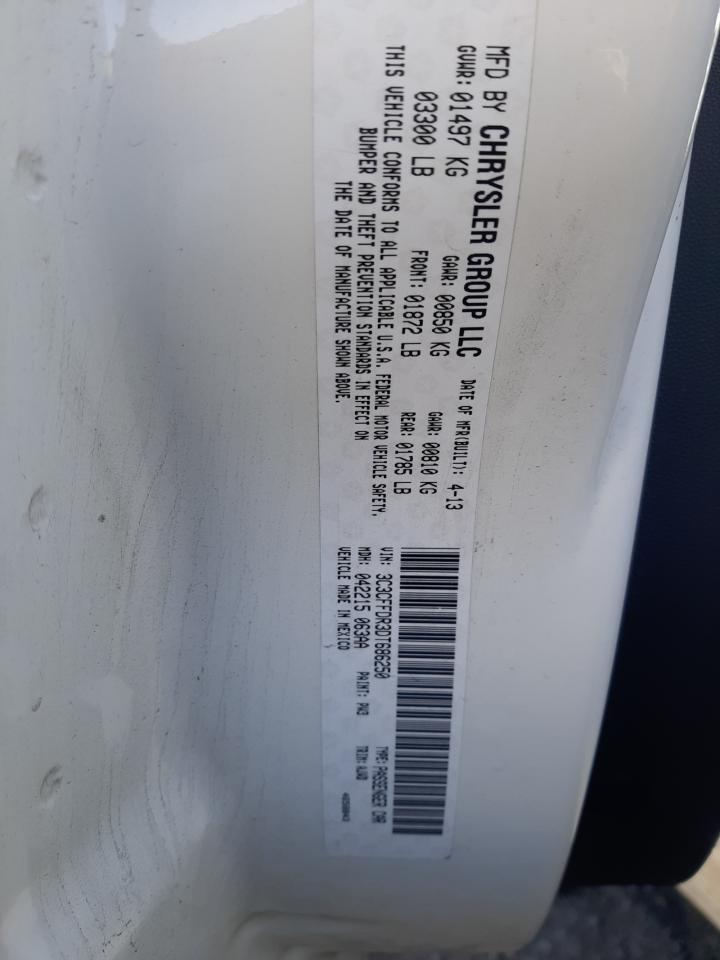 MFD BY CHRYSLER GROUP LLC
DATE OF MFR(BUILT): 4-13
GVWR: 01497 KG
GAWR: 00850 KG
GAWR: 00810 KG
03300 LB
FRONT: 01872 LB
REAR: 01785 LB
THIS VEHICLE CONFORMS TO ALL APPLICABLE U.S.A. FEDERAL MOTOR VEHICLE SAFETY,
BUMPER AND THEFT PREVENTION STANDARDS IN EFFECT ON
THE DATE OF MANUFACTURE SHOWN ABOVE.
VIN: 3C3CFFDR3DT686250
TYPE: PASSENGER CAR
MDH: 042215 063AA
PAINT: PW3
TRIM:
VEHICLE MADE IN MEXICO